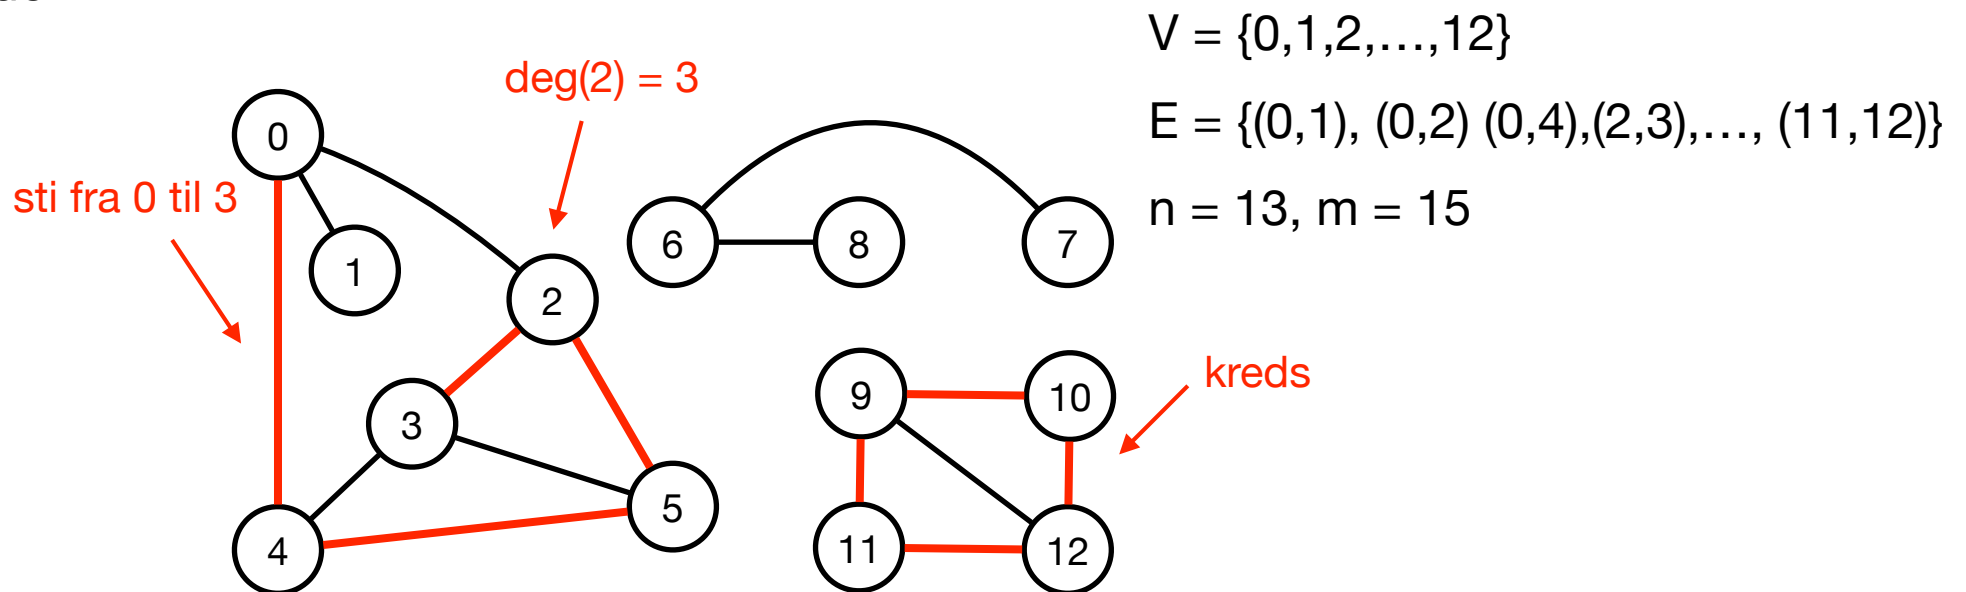 V = {0,1,2,...,12}
deg(2) = 3
E = {(0,1), (0,2) (0,4),(2,3),..., (11,12)}
0
sti fra 0 til 3
n = 13, m = 15
6
8
7
1
2
kreds
9
10
3
5
4
11
12